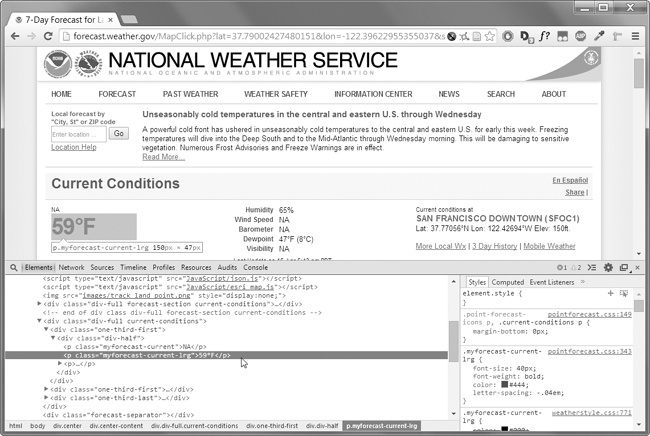 7-Day Forecast for L
forecast.weather.gov/MapClick.php?lat=37.79002427480151&lon=-122.39622955355037&s
NATIONAL WEATHER SERVICE
NATIONAL OCEANIC AND ATMOSPHERIC ADMINISTRATION
HOME FORECAST PAST WEATHER WEATHER SAFETY INFORMATION CENTER NEWS SEARCH ABOUT
Local forecast by
"City, St" or ZIP code
Enter location ... Go
Location Help
Unseasonably cold temperatures in the central and eastern U.S. through Wednesday
A powerful cold front has ushered in unseasonably cold temperatures to the central and eastern U.S. for early this week. Freezing
temperatures will dive into the Deep South and to the Mid-Atlantic through Wednesday morning. This will be damaging to sensitive
vegetation. Numerous Frost Advisories and Freeze Warnings are in effect.
Read More...
Current Conditions
En Español
Share |
NA
59°F
p.myforecast-current-lrg 150px × 47px
Humidity 65%
Wind Speed NA
Barometer NA
Dewpoint 47°F (8°C)
Visibility NA
Current conditions at
SAN FRANCISCO DOWNTOWN (SFOC1)
Lat: 37.77056°N Lon: 122.42694°W Elev: 150ft.
More Local Wx | 3 Day History | Mobile Weather
Elements Network Sources Timeline Profiles Resources Audits Console
1 2
<script type="text/javascript" src="JavaScript/json.js"></script>
<script type="text/javascript" src="JavaScript/esri_map.js"></script>
<img src="images/track_land_point.png" style="display:none;">
<div class="div-full forecast-section current-conditions">…</div>
<!-- end of div class div-full forecast-section current-conditions -->
<div class="div-full current-conditions">
<div class="one-third-first">
<div class="div-half">
<p class="myforecast-current">NA</p>
<p class="myforecast-current-lrg">59°F</p>
<p>…</p>
</div>
</div>
<div class="one-third-first">…</div>
<div class="one-third-last">…</div>
</div>
<div class="forecast-separator"></div>
html body div.center div.center-content div.div-full.current-conditions div.one-third-first div.div-half p.myforecast-current-lrg
Styles Computed Event Listeners »
element.style {
}
.point-forecast- pointforecast.css:149
icons p, .current-conditions p {
margin-bottom: 0px;
}
.myforecast- pointforecast.css:343
current-lrg {
font-size: 40px;
font-weight: bold;
color: #444;
letter-spacing: -.04em;
}
.myforecast-cu weatherstyle.css:771
rrent-lrg {